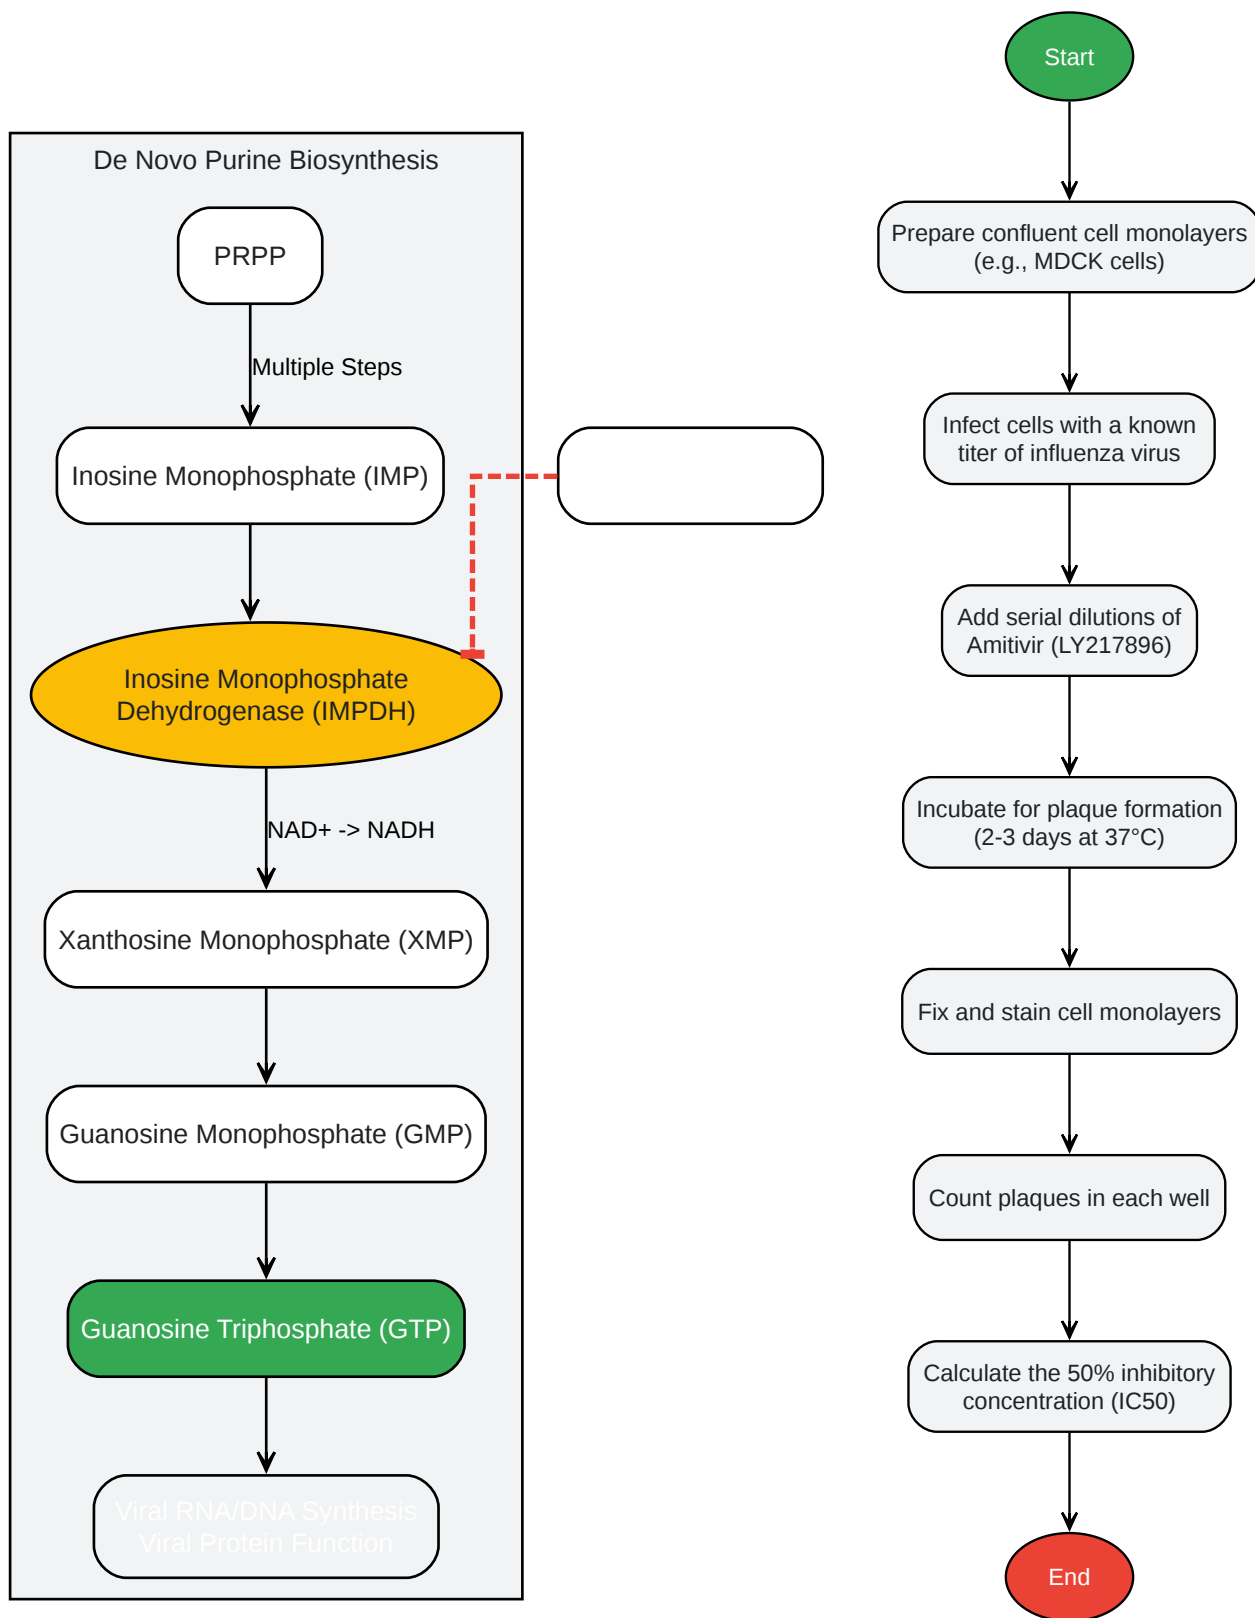 De Novo Purine Biosynthesis
PRPP
Multiple Steps
Inosine Monophosphate (IMP)
Inosine Monophosphate
Dehydrogenase (IMPDH)
NAD+ -> NADH
Xanthosine Monophosphate (XMP)
Guanosine Monophosphate (GMP)
Guanosine Triphosphate (GTP)
Viral RNA/DNA Synthesis
Viral Protein Function
Start
Prepare confluent cell monolayers
(e.g., MDCK cells)
Infect cells with a known
titer of influenza virus
Add serial dilutions of
Amitivir (LY217896)
Incubate for plaque formation
(2-3 days at 37°C)
Fix and stain cell monolayers
Count plaques in each well
Calculate the 50% inhibitory
concentration (IC50)
End